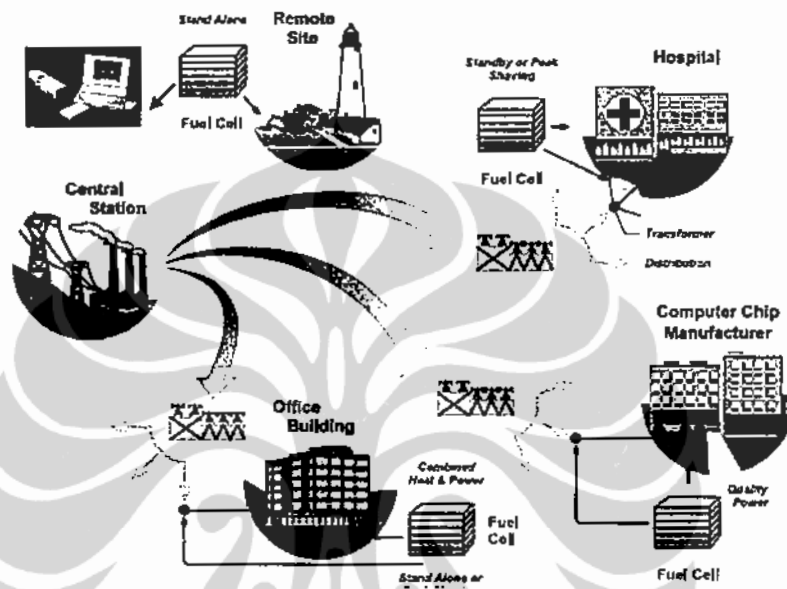 Stand Alone
Remote
Site
Fuel Cell
Standby or Peak
Shaving
Hospital
Fuel Cell
Transformer
Distribution
Central
Station
Computer Chip
Manufacturer
Office
Building
Combined
Heat & Power
Fuel
Cell
Stand Alone or
Quality
Power
Fuel Cell